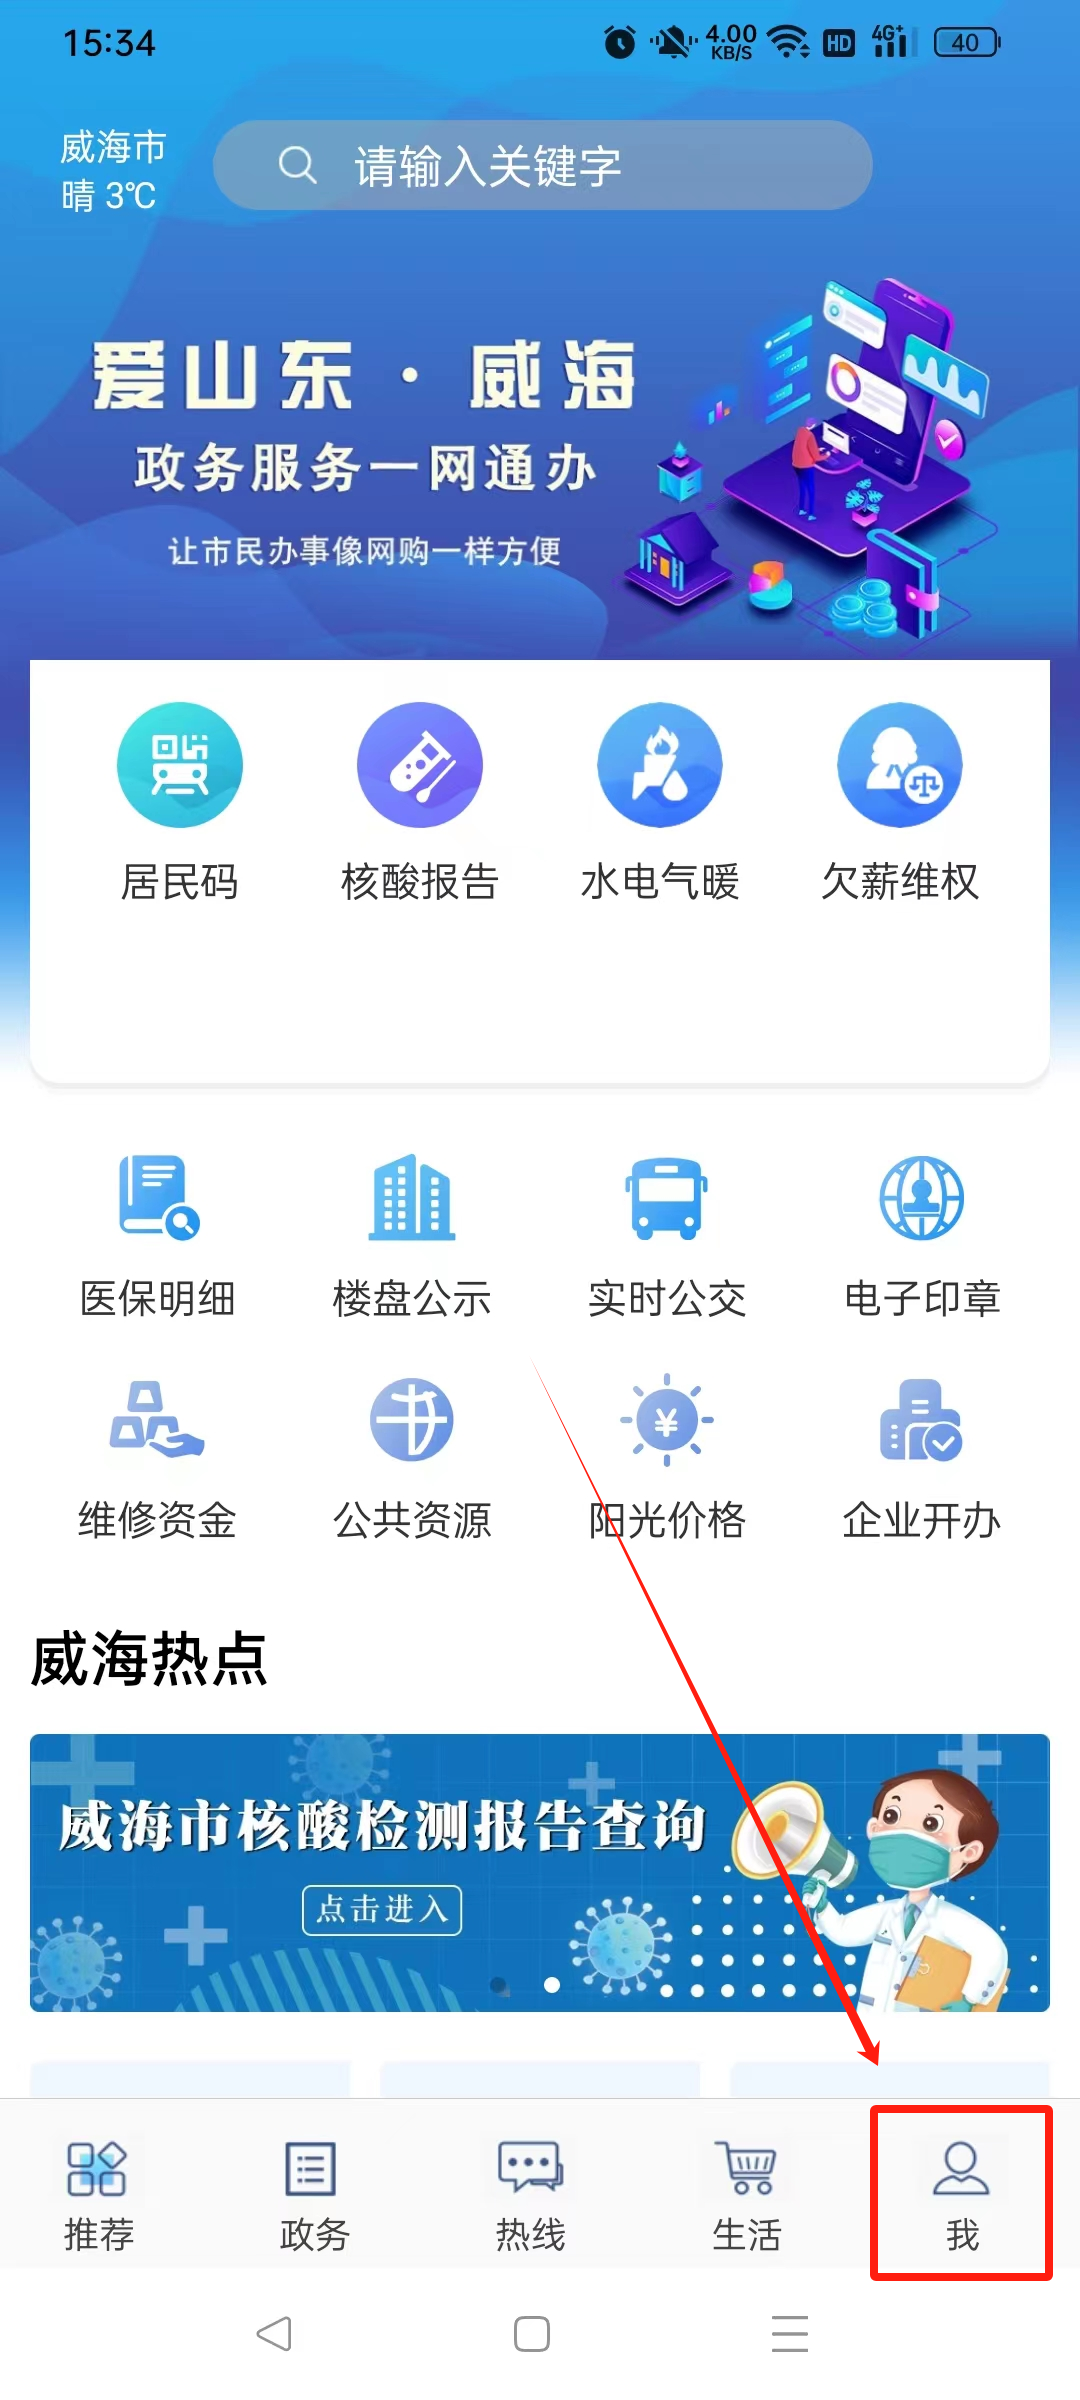 15:34
4.00
KB/S
HD
4G+
40
威海市
晴 3℃
请输入关键字
爱山东·威海
政务服务一网通办
让市民办事像网购一样方便
居民码
核酸报告
水电气暖
欠薪维权
医保明细
楼盘公示
实时公交
电子印章
维修资金
公共资源
阳光价格
企业开办
威海热点
威海市核酸检测报告查询
点击进入
推荐
政务
热线
生活
我